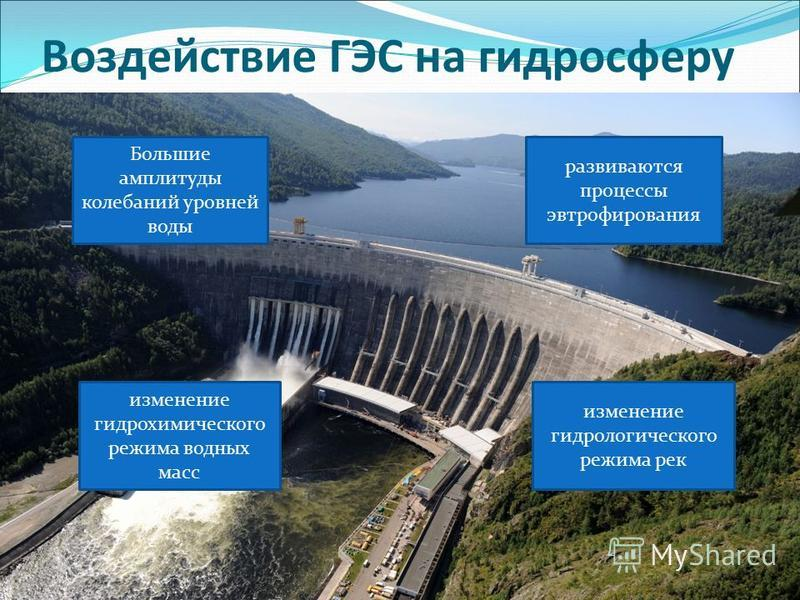 Воздействие ГЭС на гидросферу
Большие
амплитуды
колебаний уровней
воды
развиваются
процессы
эвтрофирования
изменение
гидрохимического
режима водных
масс
изменение
гидрологического
режима рек
MyShared